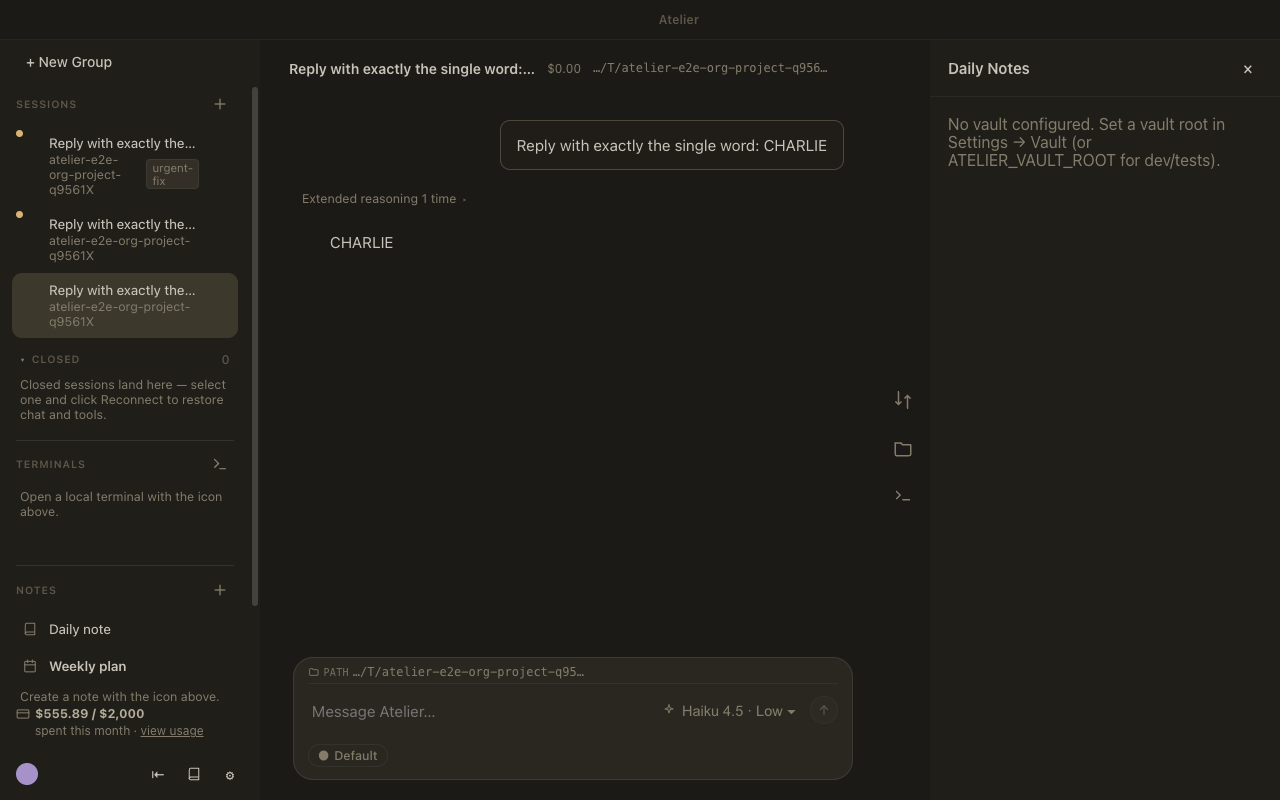 Atelier
+ New Group
SESSIONS
Reply with exactly the...
atelier-e2e-
org-project-
q9561X
urgent-
fix
Reply with exactly the...
atelier-e2e-org-project-
q9561X
Reply with exactly the...
atelier-e2e-org-project-
q9561X
CLOSED 0
Closed sessions land here — select
one and click Reconnect to restore
chat and tools.
TERMINALS
Open a local terminal with the icon
above.
NOTES
Daily note
Weekly plan
Create a note with the icon above.
$555.89 / $2,000
spent this month · view usage
Reply with exactly the single word:... $0.00 …/T/atelier-e2e-org-project-q956…
Reply with exactly the single word: CHARLIE
Extended reasoning 1 time
CHARLIE
PATH …/T/atelier-e2e-org-project-q95…
Message Atelier...
Haiku 4.5 · Low
Default
Daily Notes
No vault configured. Set a vault root in
Settings → Vault (or
ATELIER_VAULT_ROOT for dev/tests).